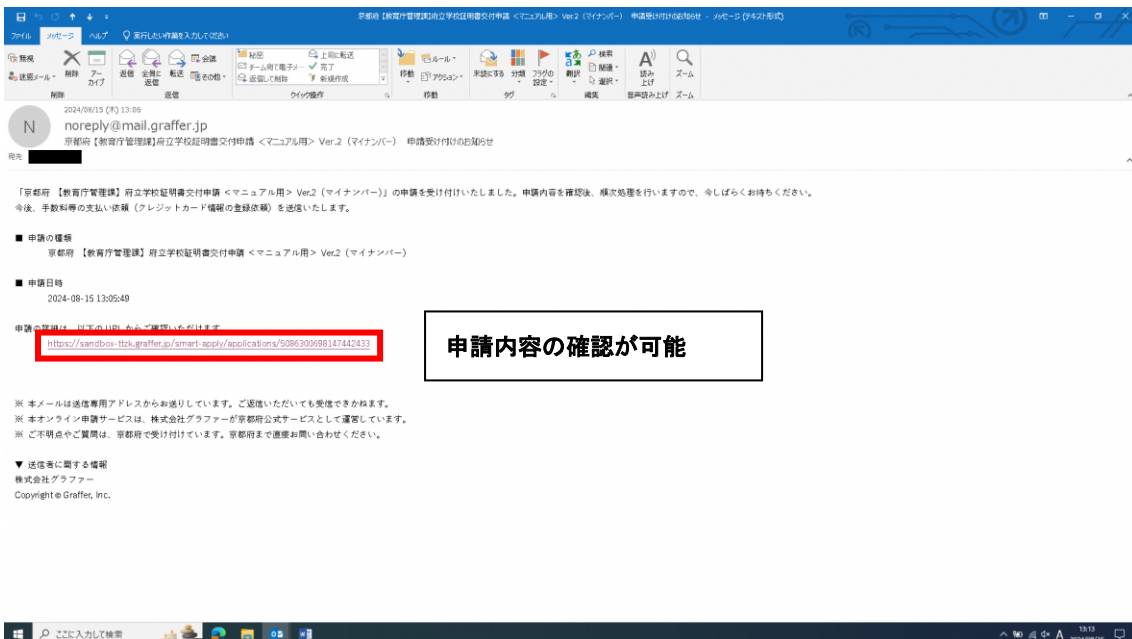 京都府【教育庁管理課】府立学校証明書交付申請 <マニュアル用> Ver.2 (マイナンバー) 申請受け付けのお知らせ - メッセージ (テキスト形式)
ファイル メッセージ ヘルプ 実行したい作業を入力してください
無視
迷惑メール
削除
アーカイブ
返信
全員に返信
転送
会議
その他
秘密
チーム宛て電子メ…
返信して削除
上司に転送
完了
新規作成
移動
ルール
アクション
未読にする
分類
フラグの設定
翻訳
検索
関連
選択
読み上げ
ズーム
削除 返信 クイック操作 移動 タグ 編集 音声読み上げ ズーム
2024/08/15 (木) 13:06
N noreply@mail.graffer.jp
京都府【教育庁管理課】府立学校証明書交付申請 <マニュアル用> Ver.2 (マイナンバー) 申請受け付けのお知らせ
宛先
「京都府 【教育庁管理課】府立学校証明書交付申請 <マニュアル用> Ver.2 (マイナンバー)」の申請を受け付けいたしました。申請内容を確認後、順次処理を行いますので、今しばらくお待ちください。
今後、手数料等の支払い依頼 (クレジットカード情報の登録依頼) を送信いたします。
■ 申請の種類
京都府 【教育庁管理課】府立学校証明書交付申請 <マニュアル用> Ver.2 (マイナンバー)
■ 申請日時
2024-08-15 13:05:49
申請の詳細は、以下の URL からご確認いただけます
https://sandbox-ttzk.graffer.jp/smart-apply/applications/5086300698147442433
申請内容の確認が可能
※ 本メールは送信専用アドレスからお送りしています。ご返信いただいても受信できかねます。
※ 本オンライン申請サービスは、株式会社グラファーが京都府公式サービスとして運営しています。
※ ご不明点やご質問は、京都府で受け付けています。京都府まで直接お問い合わせください。
▼ 送信者に関する情報
株式会社グラファー
Copyright © Graffer, Inc.
ここに入力して検索
A 13:13